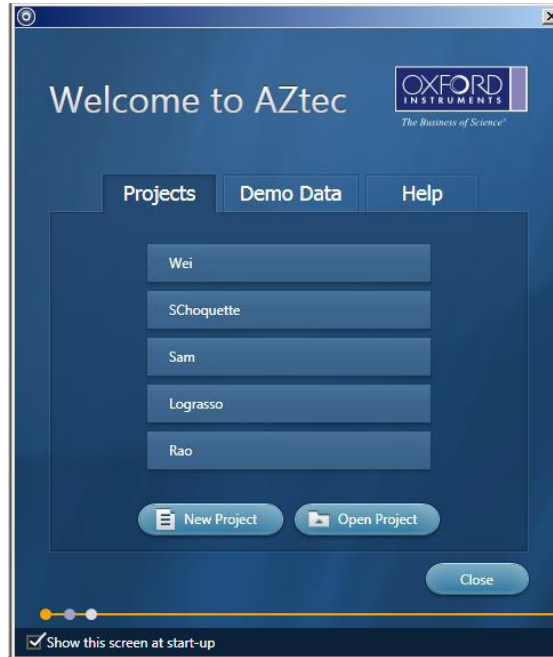 Welcome to AZtec
OXFORD
INSTRUMENTS
The Business of Science®
Projects Demo Data Help
Wei
SChoquette
Sam
Lograsso
Rao
New Project Open Project
Close
Show this screen at start-up